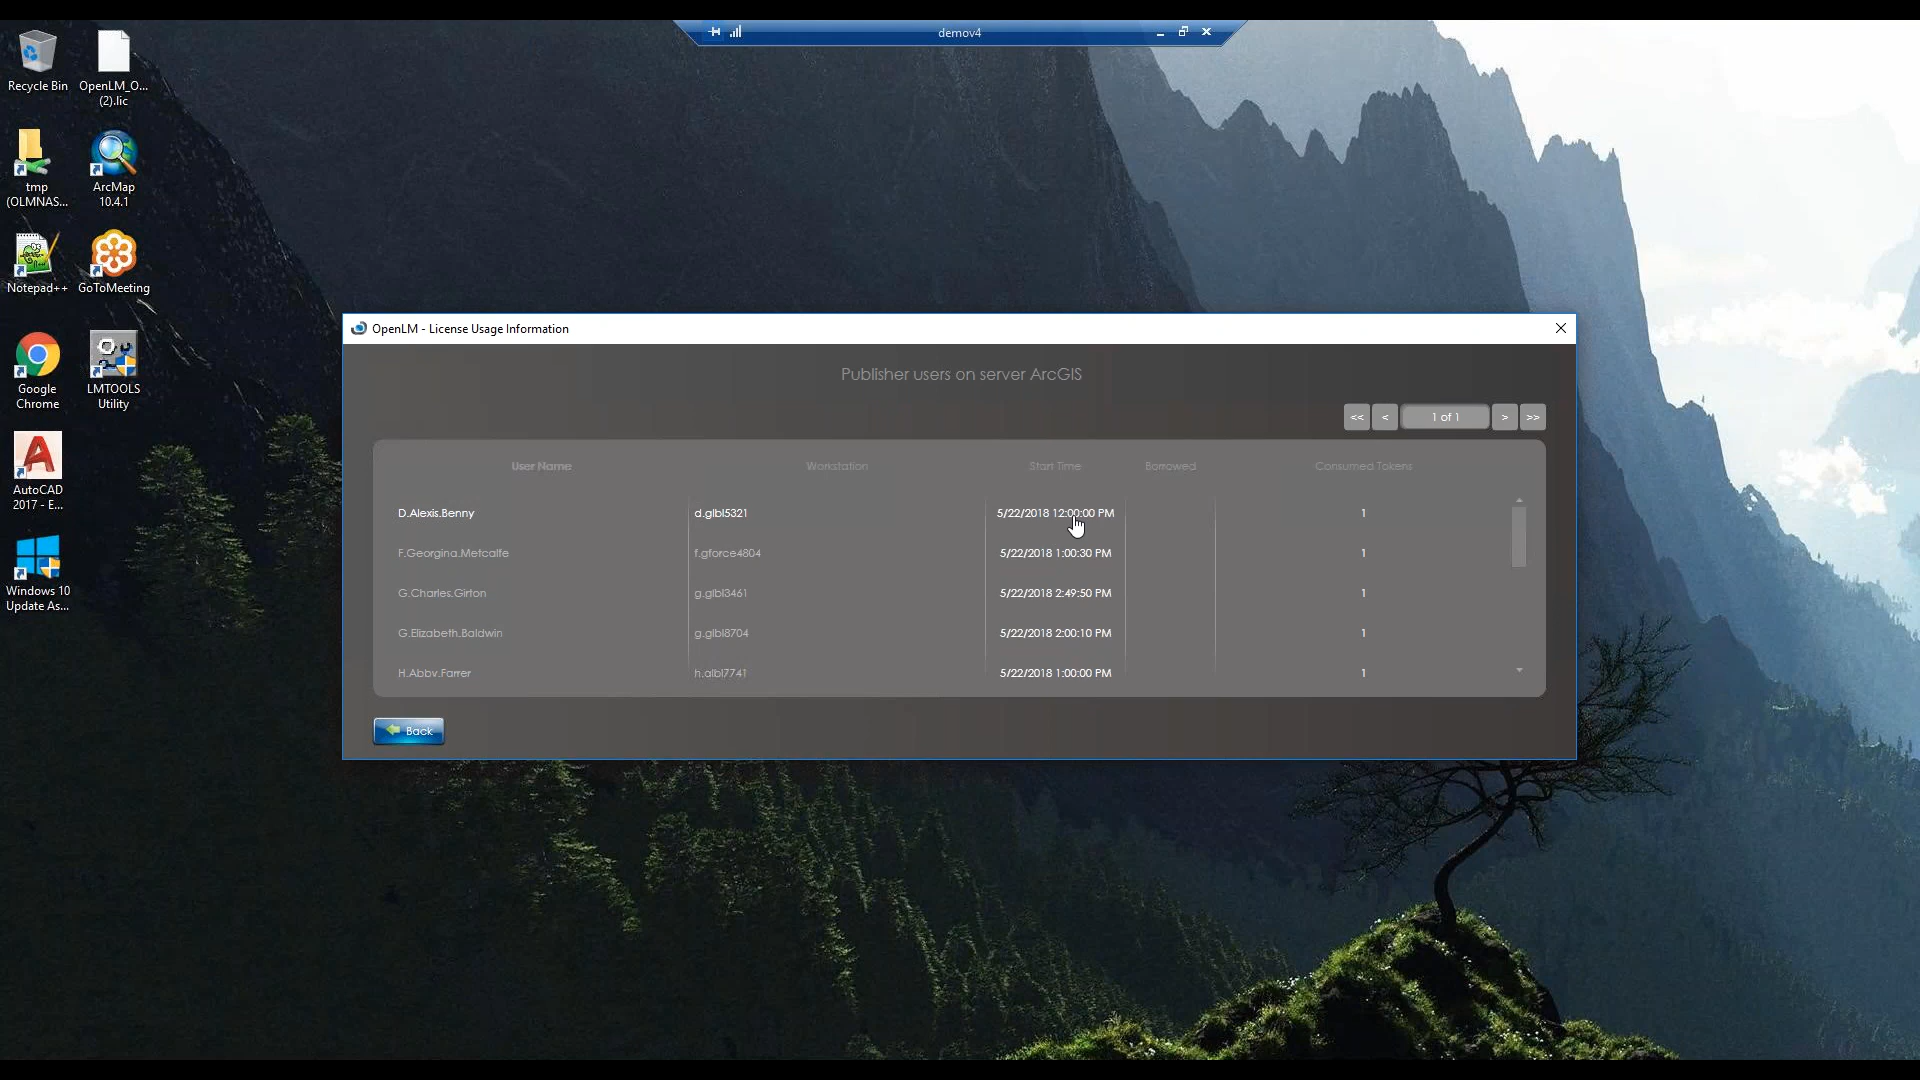 demov4
Recycle Bin
OpenLM_O...
(2).lic
tmp
(OLMNAS...
ArcMap
10.4.1
Notepad++
GoToMeeting
Google
Chrome
LMTOOLS
Utility
AutoCAD
2017 - E...
Windows 10
Update As...
OpenLM - License Usage Information
Publisher users on server ArcGIS
<< < 1 of 1 > >>
User Name Workstation Start Time Borrowed Consumed Tokens
D.Alexis.Benny d.glbl5321 5/22/2018 12:00:00 PM 1
F.Georgina.Metcalfe f.gforce4804 5/22/2018 1:00:30 PM 1
G.Charles.Girton g.glbl3461 5/22/2018 2:49:50 PM 1
G.Elizabeth.Baldwin g.glbl8704 5/22/2018 2:00:10 PM 1
H.Abby.Farrer h.glbl7741 5/22/2018 1:00:00 PM 1
Back